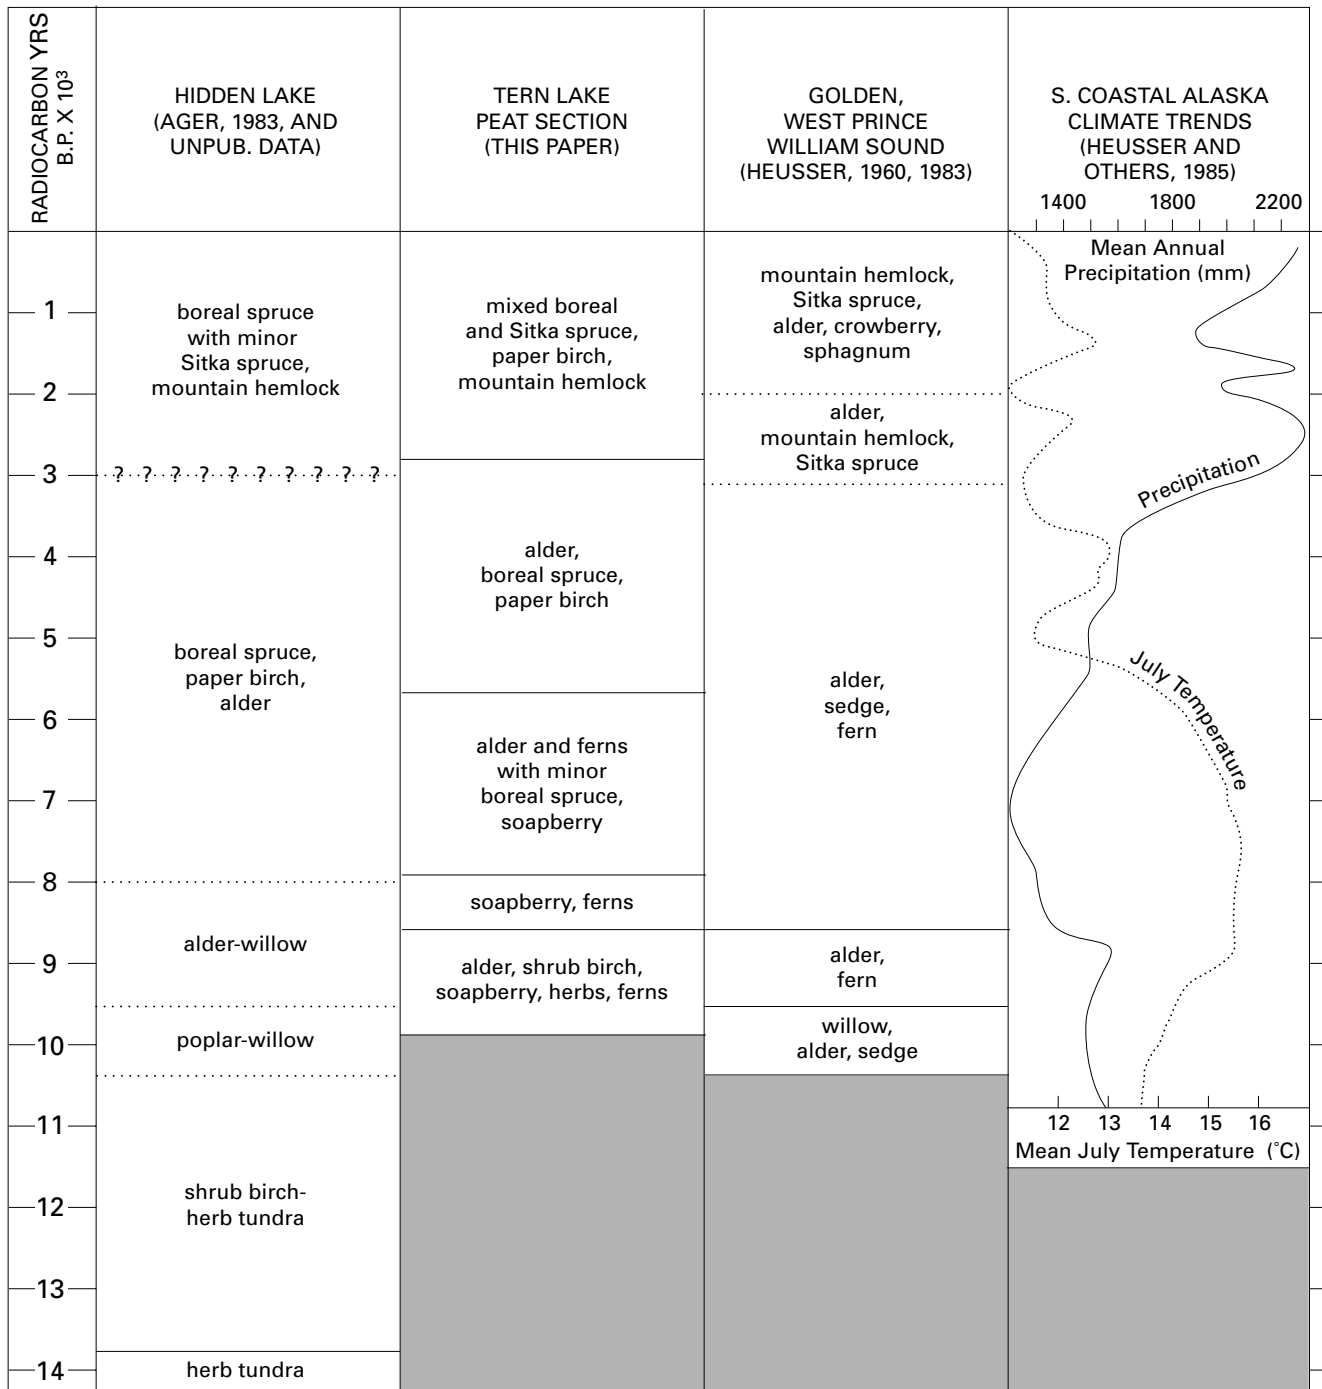 RADIOCARBON YRS
B.P. X 10³
HIDDEN LAKE
(AGER, 1983, AND
UNPUB. DATA)
TERN LAKE
PEAT SECTION
(THIS PAPER)
GOLDEN,
WEST PRINCE
WILLIAM SOUND
(HEUSSER, 1960, 1983)
S. COASTAL ALASKA
CLIMATE TRENDS
(HEUSSER AND
OTHERS, 1985)
1400 1800 2200
Mean Annual
Precipitation (mm)
1
2
3
4
5
6
7
8
9
10
11
12
13
14
boreal spruce
with minor
Sitka spruce,
mountain hemlock
? ? ? ? ? ? ? ? ? ?
boreal spruce,
paper birch,
alder
alder-willow
poplar-willow
shrub birch-
herb tundra
herb tundra
mixed boreal
and Sitka spruce,
paper birch,
mountain hemlock
alder,
boreal spruce,
paper birch
alder and ferns
with minor
boreal spruce,
soapberry
soapberry, ferns
alder, shrub birch,
soapberry, herbs, ferns
mountain hemlock,
Sitka spruce,
alder, crowberry,
sphagnum
alder,
mountain hemlock,
Sitka spruce
alder,
sedge,
fern
alder,
fern
willow,
alder, sedge
Precipitation
July Temperature
12 13 14 15 16
Mean July Temperature (˚C)